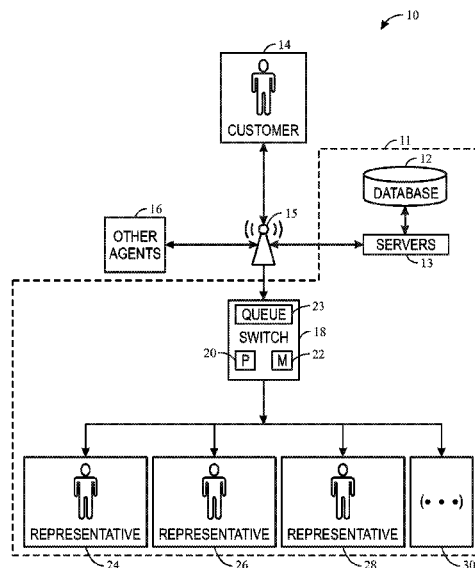 10
14
CUSTOMER
11
12
DATABASE
15
16
OTHER
AGENTS
SERVERS
13
23
QUEUE
18
SWITCH
20
P
M
22
REPRESENTATIVE
REPRESENTATIVE
REPRESENTATIVE
(•••)
24
26
28
30